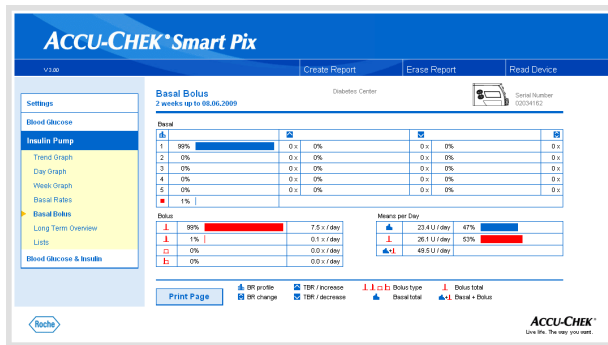 ACCU-CHEK® Smart Pix
V 3.00
Create Report Erase Report Read Device
Basal Bolus
2 weeks up to 08.06.2009
Diabetes Center
Serial Number
02034162
Settings
Blood Glucose
Insulin Pump
Trend Graph
Day Graph
Week Graph
Basal Rates
Basal Bolus
Long Term Overview
Lists
Blood Glucose & Insulin
Basal
1 99% 0 x 0% 0 x 0% 0 x
2 0% 0 x 0% 0 x 0% 0 x
3 0% 0 x 0% 0 x 0% 0 x
4 0% 0 x 0% 0 x 0% 0 x
5 0% 0 x 0% 0 x 0% 0 x
1%
Bolus
99% 7.5 x / day
1% 0.1 x / day
0% 0.0 x / day
0% 0.0 x / day
Means per Day
23.4 U / day 47%
26.1 U / day 53%
49.5 U / day
Print Page
BR profile TBR / increase Bolus type Bolus total
BR change TBR / decrease Basal total Basal + Bolus
Roche
ACCU-CHEK®
Live life. The way you want.